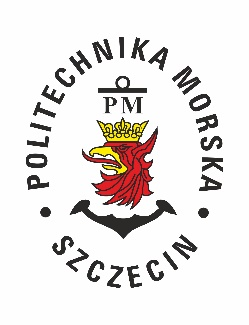 • POLITECHNIKA MORSKA •
PM
SZCZECIN